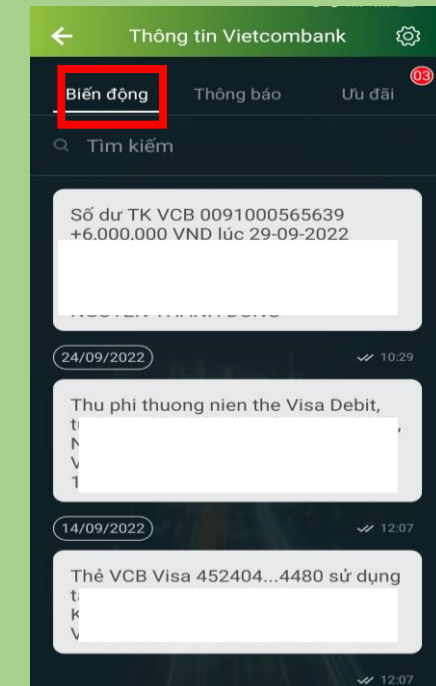 Thông tin Vietcombank
03
Biến động Thông báo Ưu đãi
Tìm kiếm
Số dư TK VCB 0091000565639
+6,000,000 VND lúc 29-09-2022
24/09/2022 10:29
Thu phi thuong nien the Visa Debit,
14/09/2022 12:07
Thẻ VCB Visa 452404...4480 sử dụng
12:07